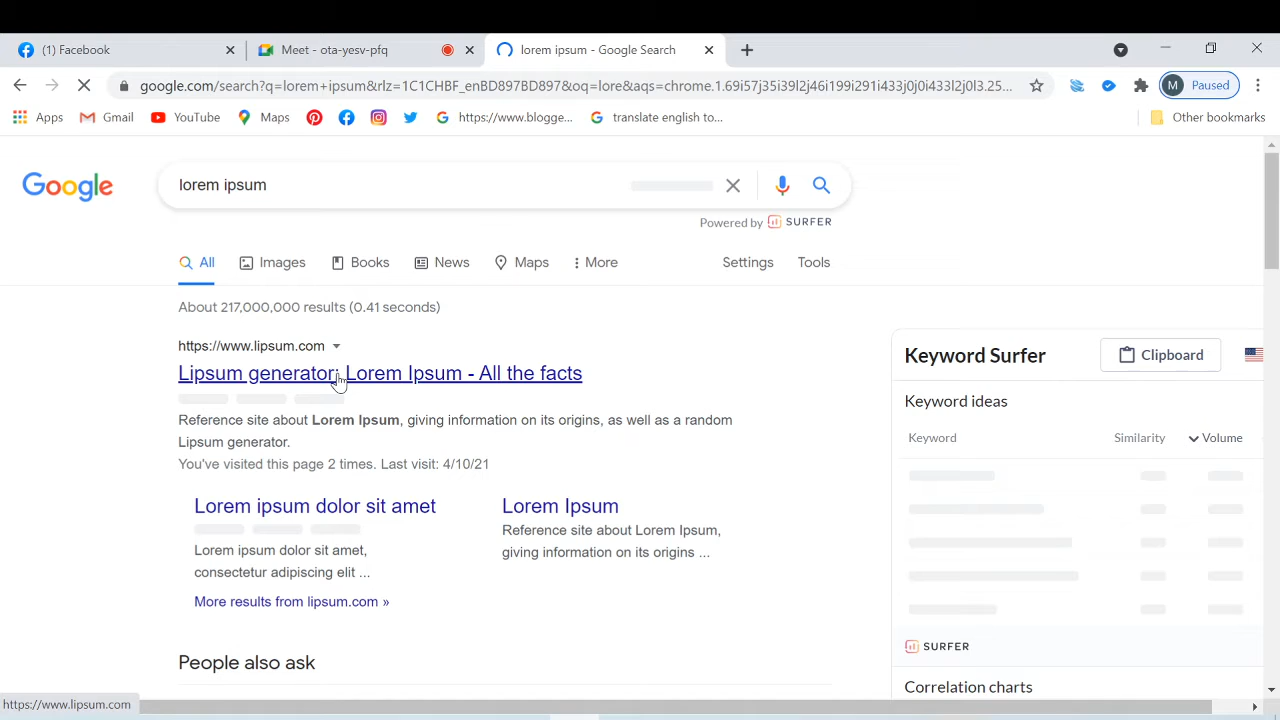 (1) Facebook
Meet - ota-yesv-pfq
lorem ipsum - Google Search
google.com/search?q=lorem+ipsum&rlz=1C1CHBF_enBD897BD897&oq=lore&aqs=chrome.1.69i57j35i39l2j46i199i291i433j0j0i433l2j0l3.25...
M Paused
Apps
Gmail
YouTube
Maps
https://www.blogge...
translate english to...
Other bookmarks
Google
lorem ipsum
Powered by SURFER
All
Images
Books
News
Maps
More
Settings
Tools
About 217,000,000 results (0.41 seconds)
https://www.lipsum.com
Lipsum generator: Lorem Ipsum - All the facts
Reference site about Lorem Ipsum, giving information on its origins, as well as a random
Lipsum generator.
You've visited this page 2 times. Last visit: 4/10/21
Lorem ipsum dolor sit amet
Lorem ipsum dolor sit amet,
consectetur adipiscing elit ...
Lorem Ipsum
Reference site about Lorem Ipsum,
giving information on its origins ...
More results from lipsum.com »
People also ask
Keyword Surfer
Clipboard
Keyword ideas
Keyword
Similarity
Volume
SURFER
Correlation charts
https://www.lipsum.com